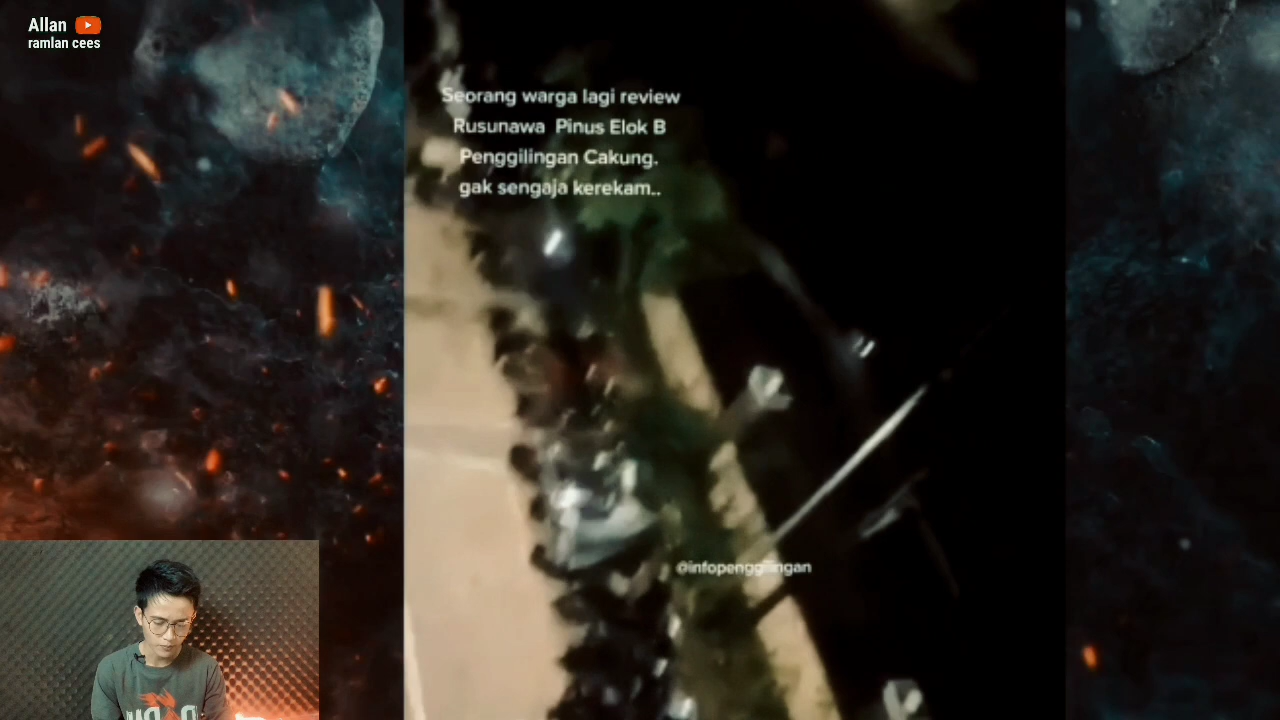 Allan
ramlan cees
Seorang warga lagi review
Rusunawa Pinus Elok B
Penggilingan Cakung.
gak sengaja kerekam..
@infopenggilingan